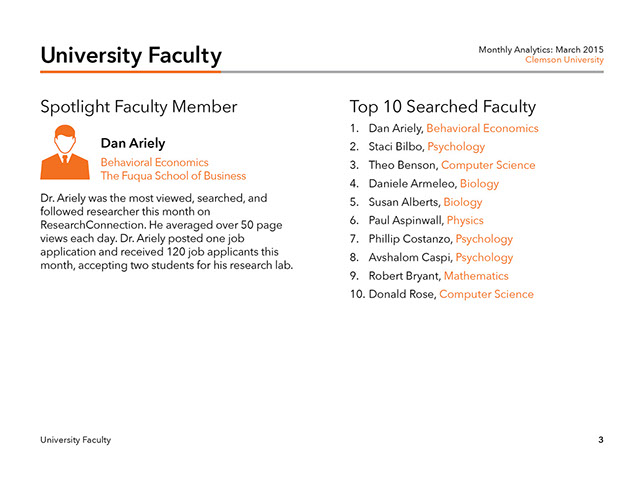 University Faculty
Monthly Analytics: March 2015
Clemson University
Spotlight Faculty Member
Dan Ariely
Behavioral Economics
The Fuqua School of Business
Dr. Ariely was the most viewed, searched, and
followed researcher this month on
ResearchConnection. He averaged over 50 page
views each day. Dr. Ariely posted one job
application and received 120 job applicants this
month, accepting two students for his research lab.
Top 10 Searched Faculty
1. Dan Ariely, Behavioral Economics
2. Staci Bilbo, Psychology
3. Theo Benson, Computer Science
4. Daniele Armeleo, Biology
5. Susan Alberts, Biology
6. Paul Aspinwall, Physics
7. Phillip Costanzo, Psychology
8. Avshalom Caspi, Psychology
9. Robert Bryant, Mathematics
10. Donald Rose, Computer Science
University Faculty
3